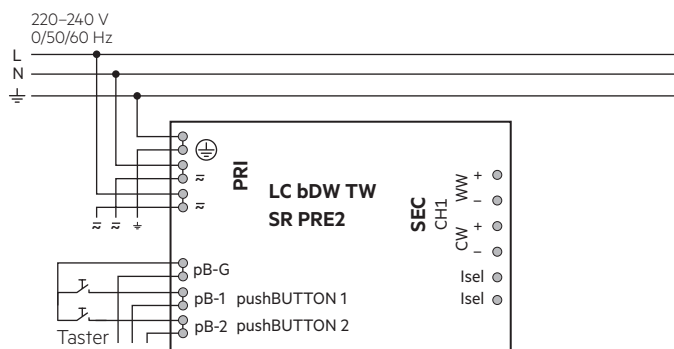 220–240 V
0/50/60 Hz
L
N
PRI
LC bDW TW
SR PRE2
SEC
CH1
WW + –
CW + –
Isel
Isel
pB-G
pB-1 pushBUTTON 1
pB-2 pushBUTTON 2
Taster